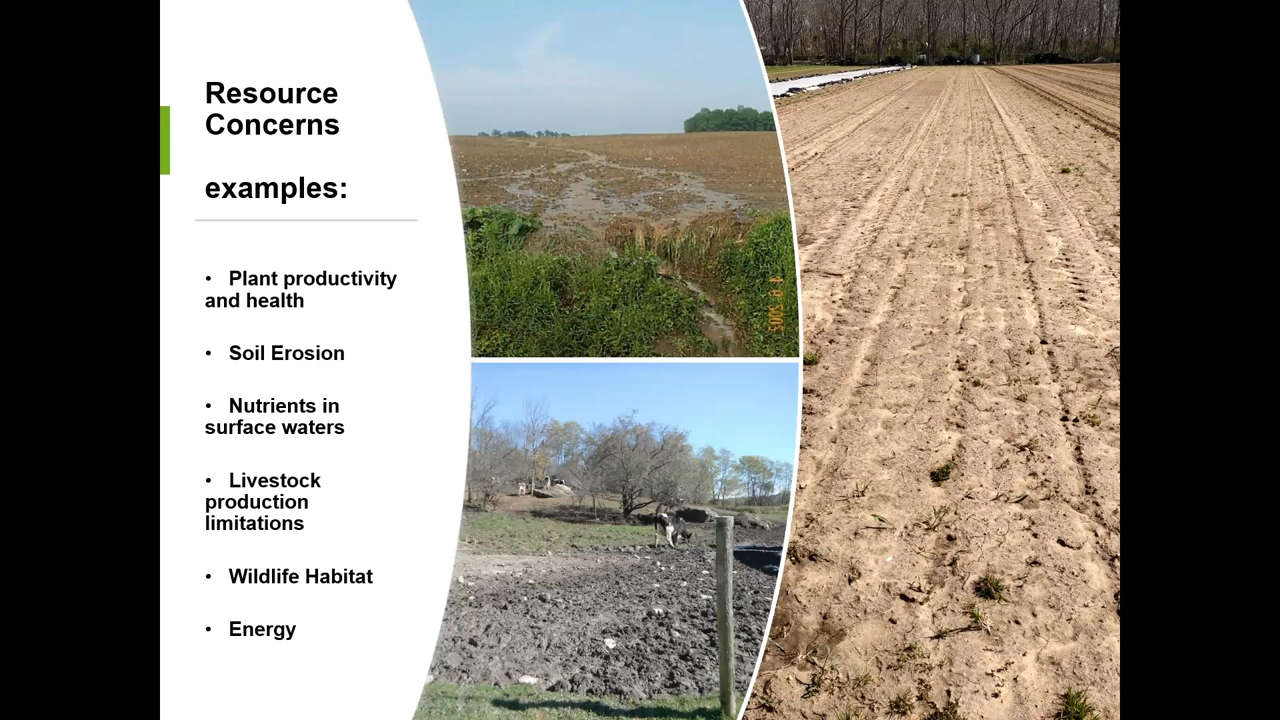 Resource
Concerns
examples:
• Plant productivity
and health
• Soil Erosion
• Nutrients in
surface waters
• Livestock
production
limitations
• Wildlife Habitat
• Energy